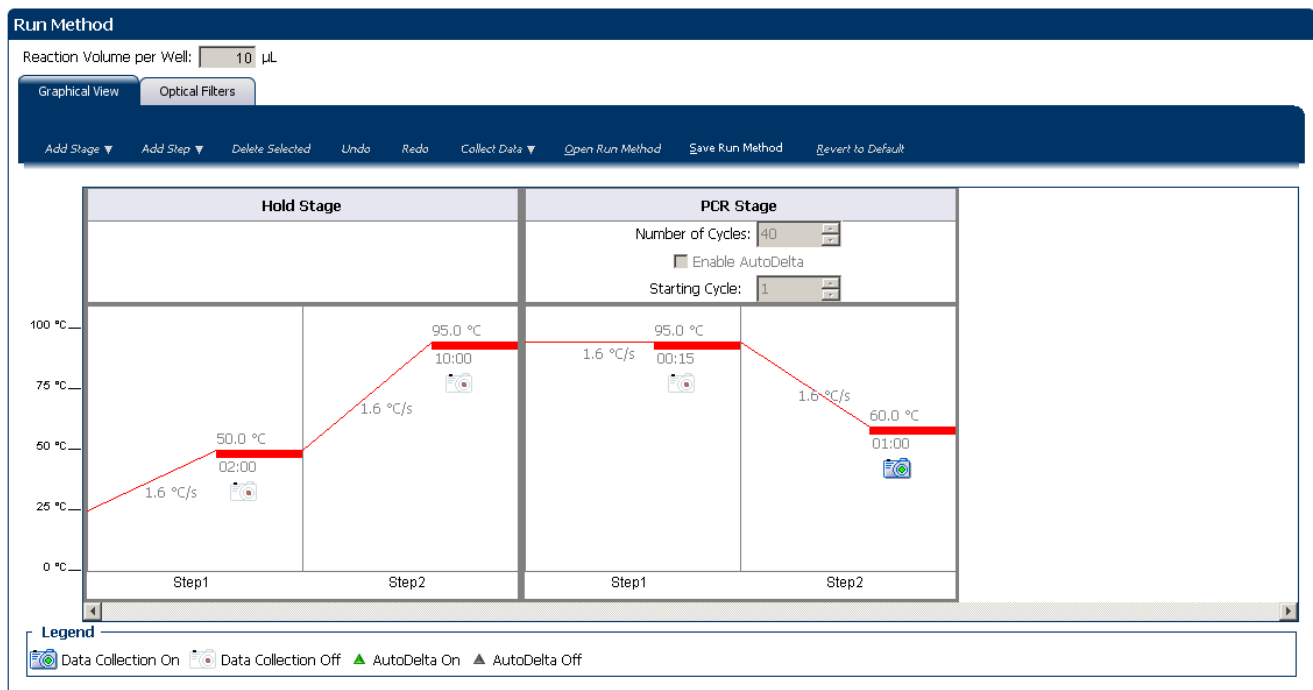 Run Method
Reaction Volume per Well: 10 µL
Graphical View Optical Filters
Add Stage ▼ Add Step ▼ Delete Selected Undo Redo Collect Data ▼ Open Run Method Save Run Method Revert to Default
Hold Stage PCR Stage
Number of Cycles: 40
Enable AutoDelta
Starting Cycle: 1
100 °C
75 °C
50 °C
25 °C
0 °C
50.0 °C
02:00
1.6 °C/s
Step1
95.0 °C
10:00
1.6 °C/s
Step2
95.0 °C
1.6 °C/s 00:15
Step1
1.6 °C/s
60.0 °C
01:00
Step2
Legend
Data Collection On Data Collection Off AutoDelta On AutoDelta Off